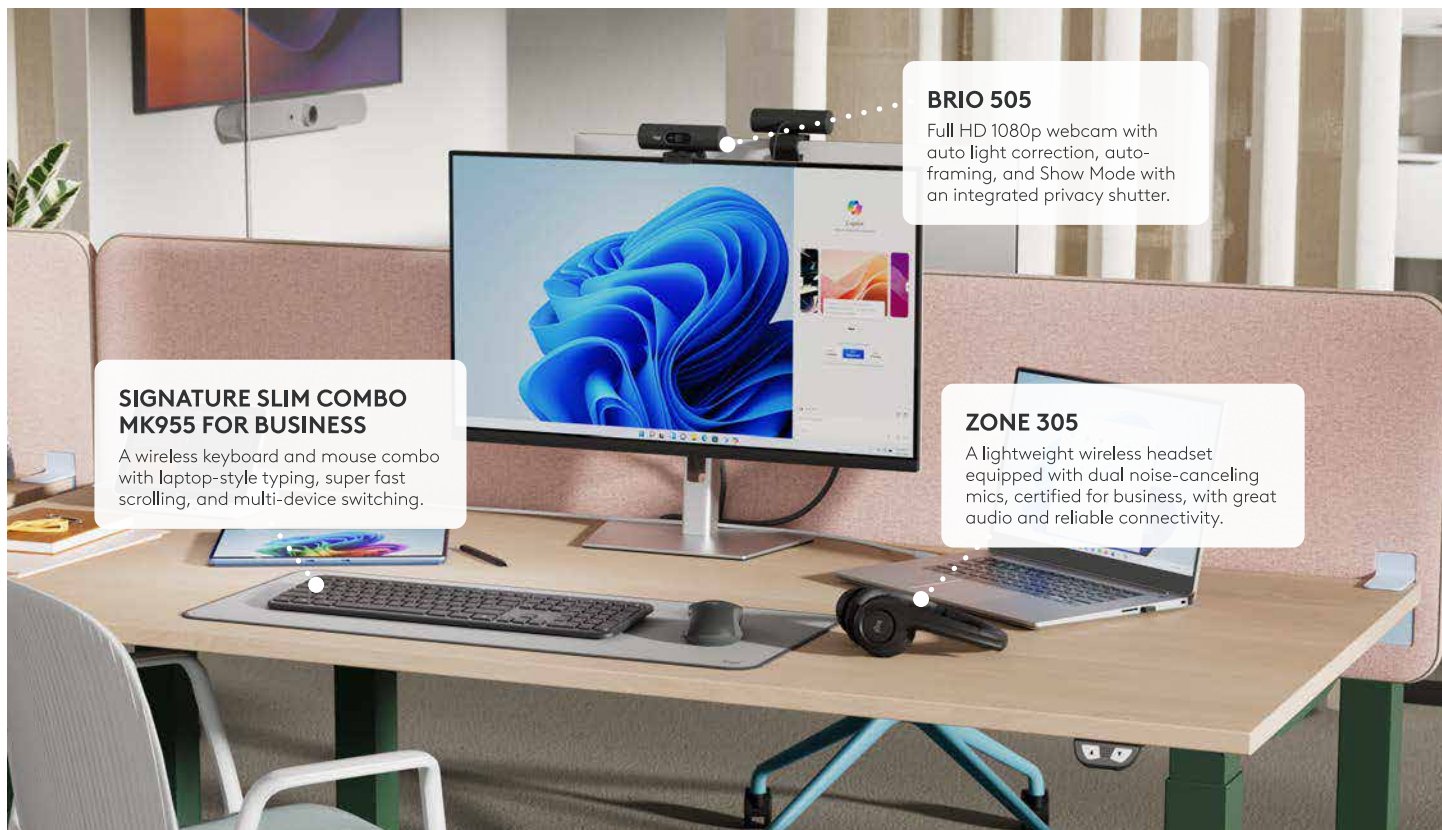 BRIO 505
Full HD 1080p webcam with
auto light correction, auto-
framing, and Show Mode with
an integrated privacy shutter.
SIGNATURE SLIM COMBO
MK955 FOR BUSINESS
A wireless keyboard and mouse combo
with laptop-style typing, super fast
scrolling, and multi-device switching.
ZONE 305
A lightweight wireless headset
equipped with dual noise-canceling
mics, certified for business, with great
audio and reliable connectivity.